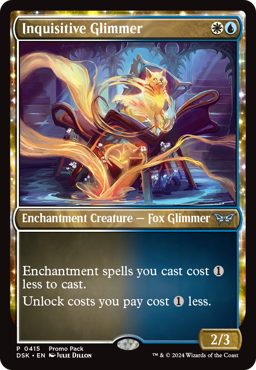 Inquisitive Glimmer
Enchantment Creature — Fox Glimmer
Enchantment spells you cast cost 1
less to cast.
Unlock costs you pay cost 1 less.
2/3
P 0415 Promo Pack
DSK • EN Julie Dillon
™ & © 2024 Wizards of the Coast